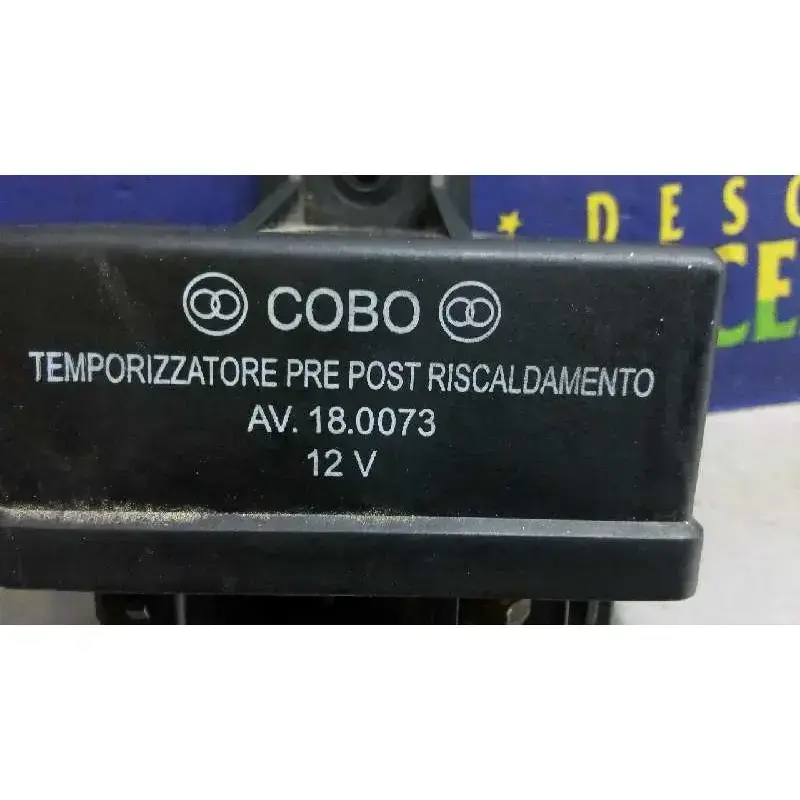 COBO
TEMPORIZZATORE PRE POST RISCALDAMENTO
AV. 18.0073
12 V